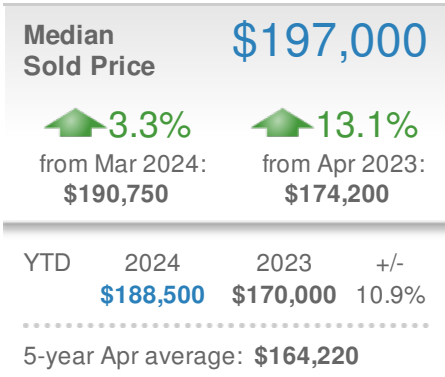 Median
Sold Price
$197,000
3.3%
from Mar 2024:
$190,750
13.1%
from Apr 2023:
$174,200
YTD 2024 2023 +/-
$188,500 $170,000 10.9%
5-year Apr average: $164,220